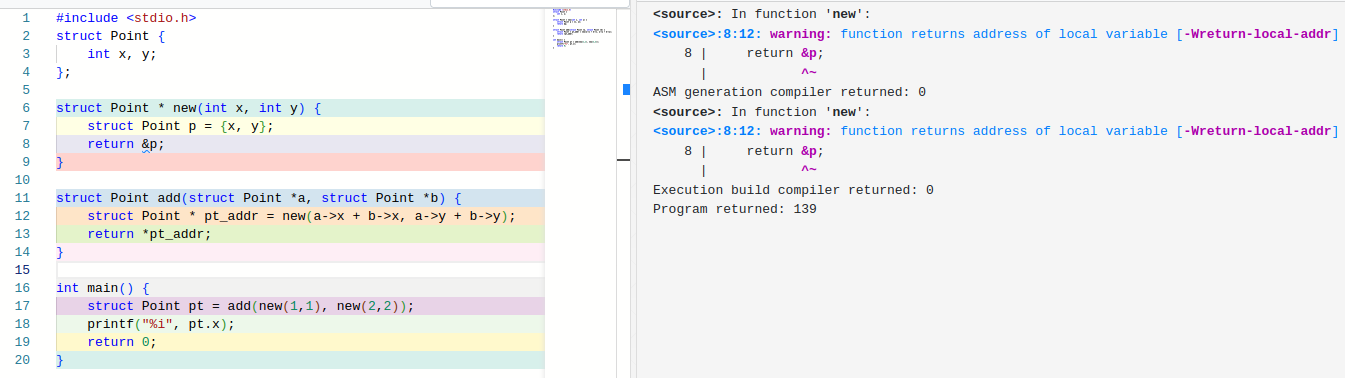 1 #include <stdio.h>
2 struct Point {
3     int x, y;
4 };
5
6 struct Point * new(int x, int y) {
7     struct Point p = {x, y};
8     return &p;
9 }
10
11 struct Point add(struct Point *a, struct Point *b) {
12     struct Point * pt_addr = new(a->x + b->x, a->y + b->y);
13     return *pt_addr;
14 }
15
16 int main() {
17     struct Point pt = add(new(1,1), new(2,2));
18     printf("%i", pt.x);
19     return 0;
20 }
<source>: In function 'new':
<source>:8:12: warning: function returns address of local variable [-Wreturn-local-addr]
    8 |     return &p;
      |            ^~
ASM generation compiler returned: 0
<source>: In function 'new':
<source>:8:12: warning: function returns address of local variable [-Wreturn-local-addr]
    8 |     return &p;
      |            ^~
Execution build compiler returned: 0
Program returned: 139